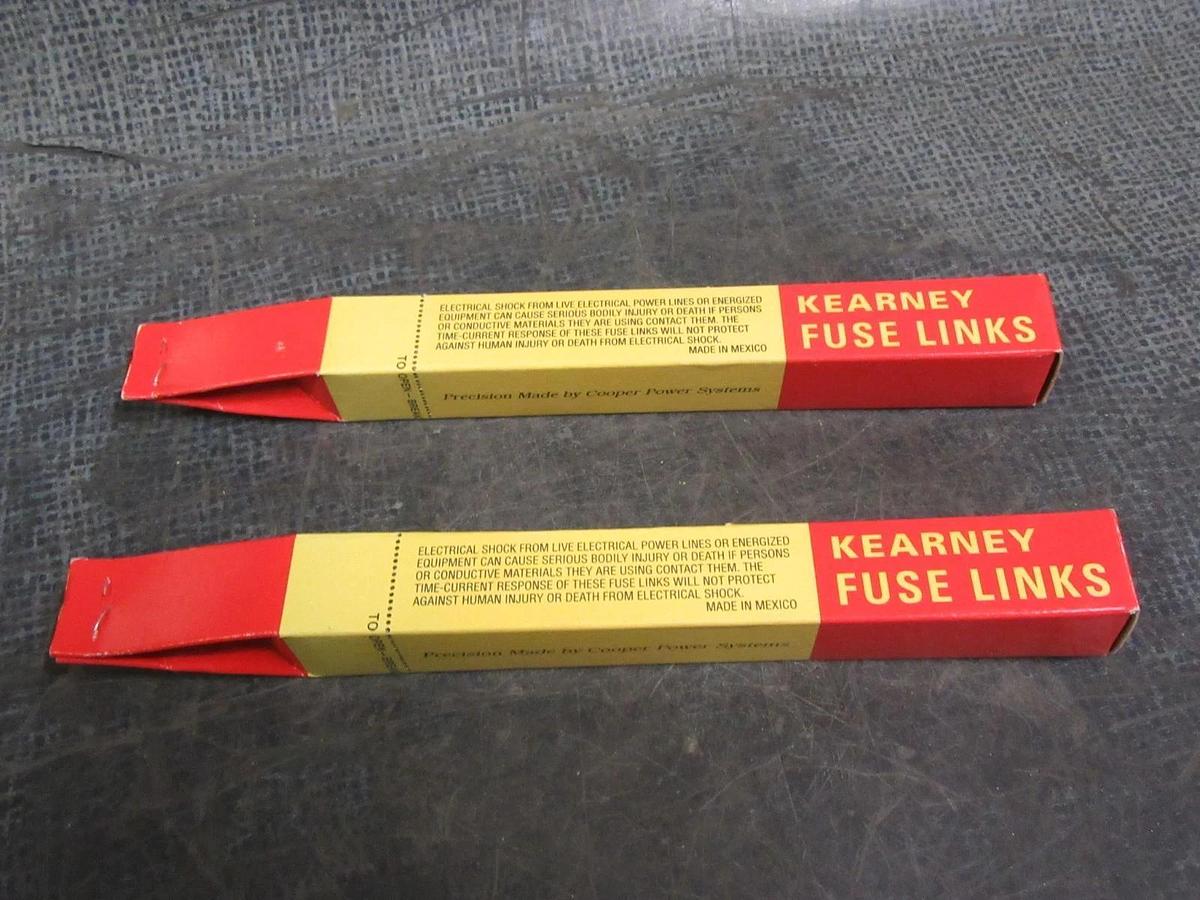 ELECTRICAL SHOCK FROM LIVE ELECTRICAL POWER LINES OR ENERGIZED
EQUIPMENT CAN CAUSE SERIOUS BODILY INJURY OR DEATH IF PERSONS
OR CONDUCTIVE MATERIALS THEY ARE USING CONTACT THEM. THE
TIME-CURRENT RESPONSE OF THESE FUSE LINKS WILL NOT PROTECT
AGAINST HUMAN INJURY OR DEATH FROM ELECTRICAL SHOCK.
MADE IN MEXICO
TO OPEN - BREAK
Precision Made by Cooper Power Systems
KEARNEY
FUSE LINKS
ELECTRICAL SHOCK FROM LIVE ELECTRICAL POWER LINES OR ENERGIZED
EQUIPMENT CAN CAUSE SERIOUS BODILY INJURY OR DEATH IF PERSONS
OR CONDUCTIVE MATERIALS THEY ARE USING CONTACT THEM. THE
TIME-CURRENT RESPONSE OF THESE FUSE LINKS WILL NOT PROTECT
AGAINST HUMAN INJURY OR DEATH FROM ELECTRICAL SHOCK.
MADE IN MEXICO
TO OPEN - BREAK
Precision Made by Cooper Power Systems
KEARNEY
FUSE LINKS